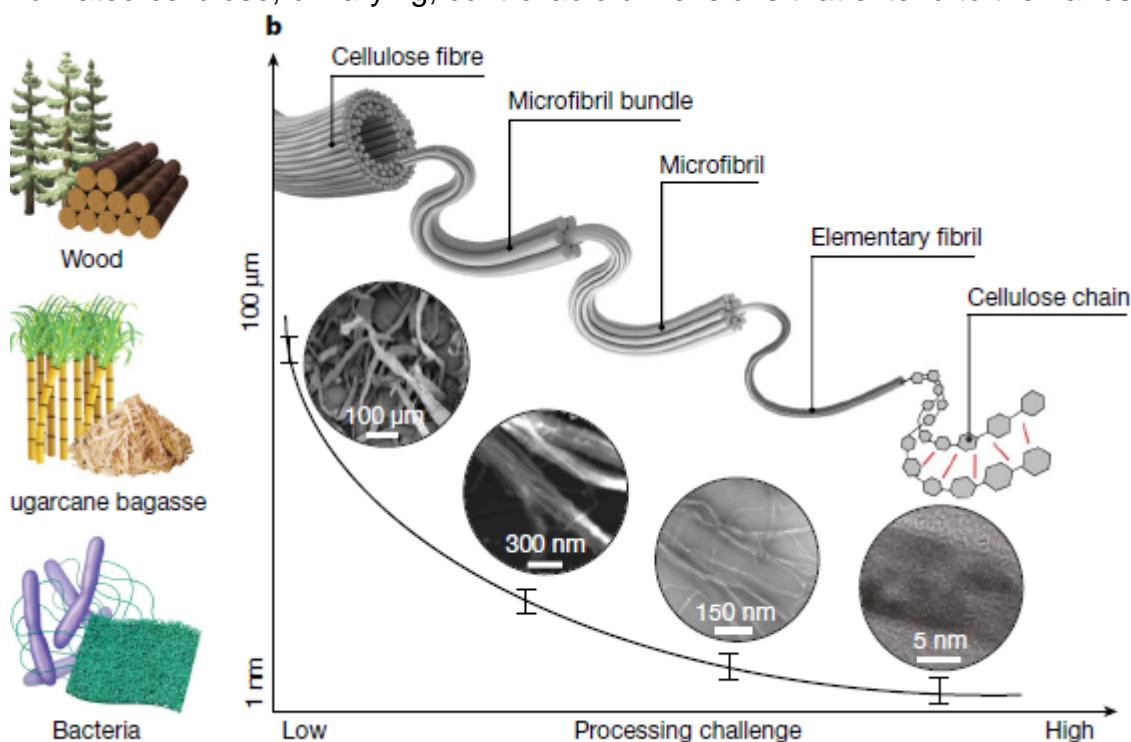 b
Cellulose fibre
Microfibril bundle
Microfibril
Elementary fibril
Cellulose chain
Wood
ugarcane bagasse
Bacteria
100 µm
1 nm
100 µm
300 nm
150 nm
5 nm
Low
Processing challenge
High